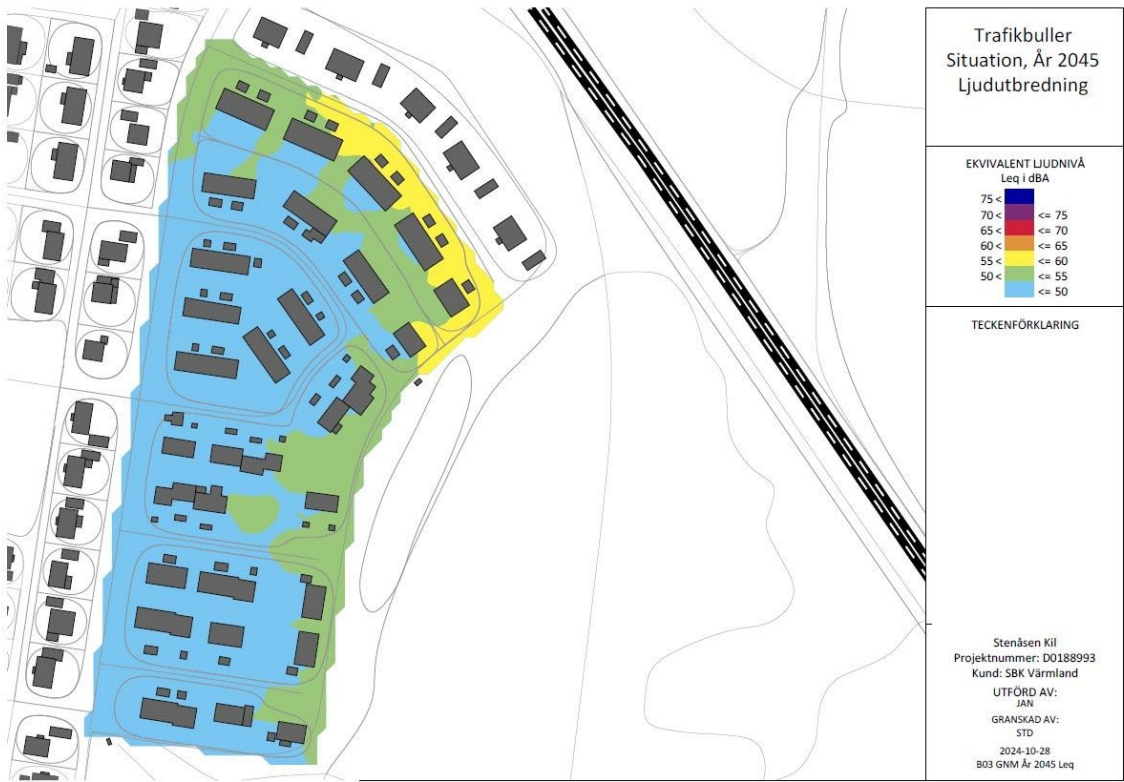 Trafikbuller
Situation, År 2045
Ljudutbredning
EKVIVALENT LJUDNIVÅ
Leq i dBA
75 <
70 < <= 75
65 < <= 70
60 < <= 65
55 < <= 60
50 < <= 55
<= 50
TECKENFÖRKLARING
Stenåsen Kil
Projektnummer: D0188993
Kund: SBK Värmland
UTFÖRD AV:
JAN
GRANSKAD AV:
STD
2024-10-28
B03 GNM År 2045 Leq